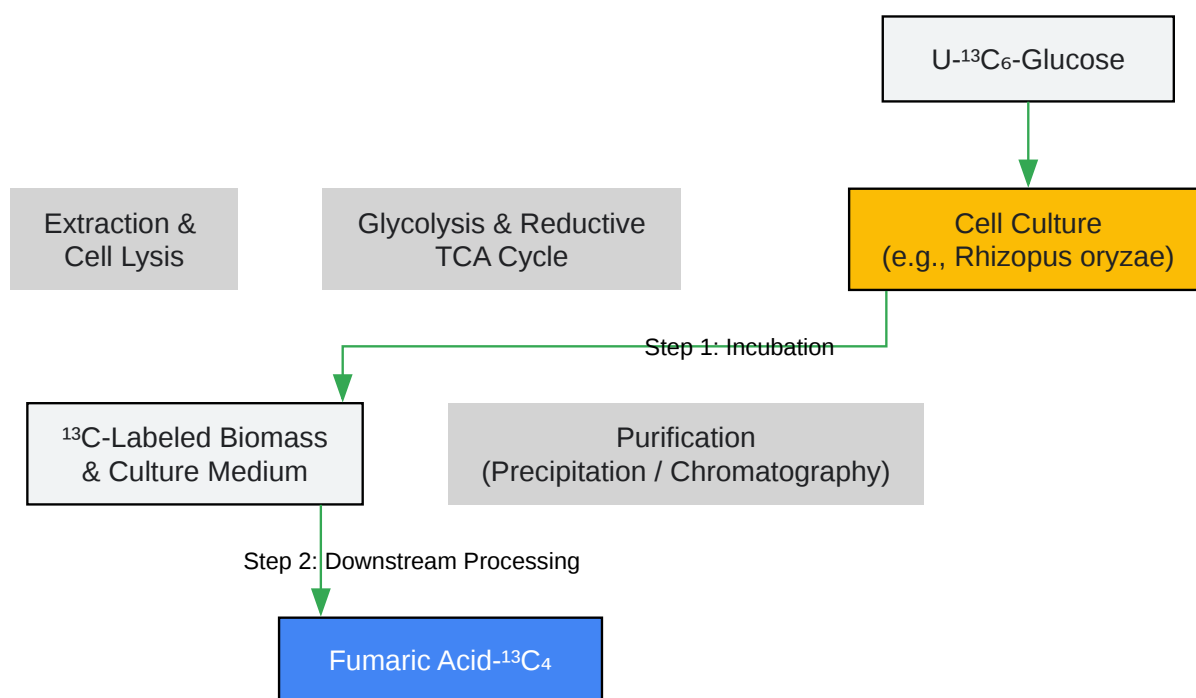 U-¹³C₆-Glucose
Extraction &
Cell Lysis
Glycolysis & Reductive
TCA Cycle
Cell Culture
(e.g., Rhizopus oryzae)
Step 1: Incubation
¹³C-Labeled Biomass
& Culture Medium
Purification
(Precipitation / Chromatography)
Step 2: Downstream Processing
Fumaric Acid-¹³C₄